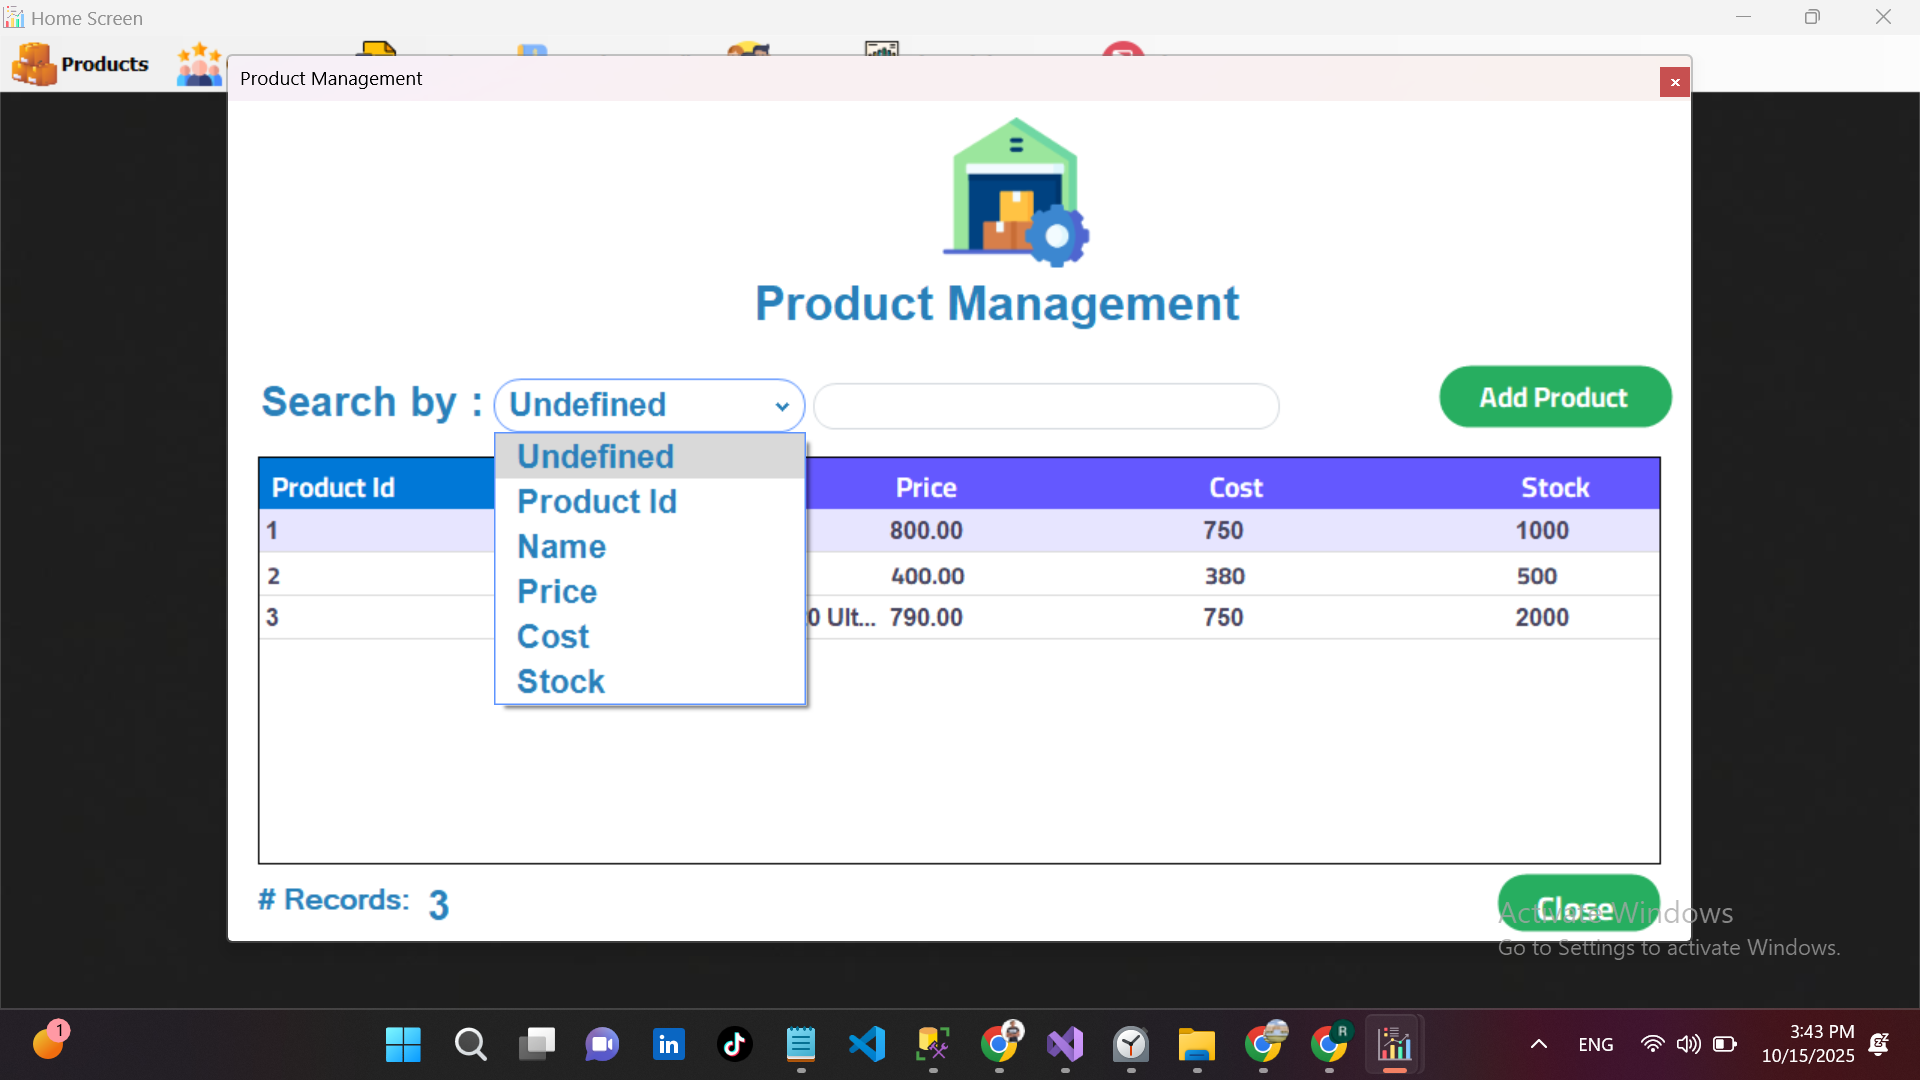 Home Screen
Products
Product Management
Product Management
Search by : Undefined
Add Product
Undefined
Product Id
Name
Price
Cost
Stock
Product Id Price Cost Stock
1 800.00 750 1000
2 400.00 380 500
3 0 Ult... 790.00 750 2000
# Records: 3
Close
Activate Windows
Go to Settings to activate Windows.
1
in
R
ENG
3:43 PM
10/15/2025